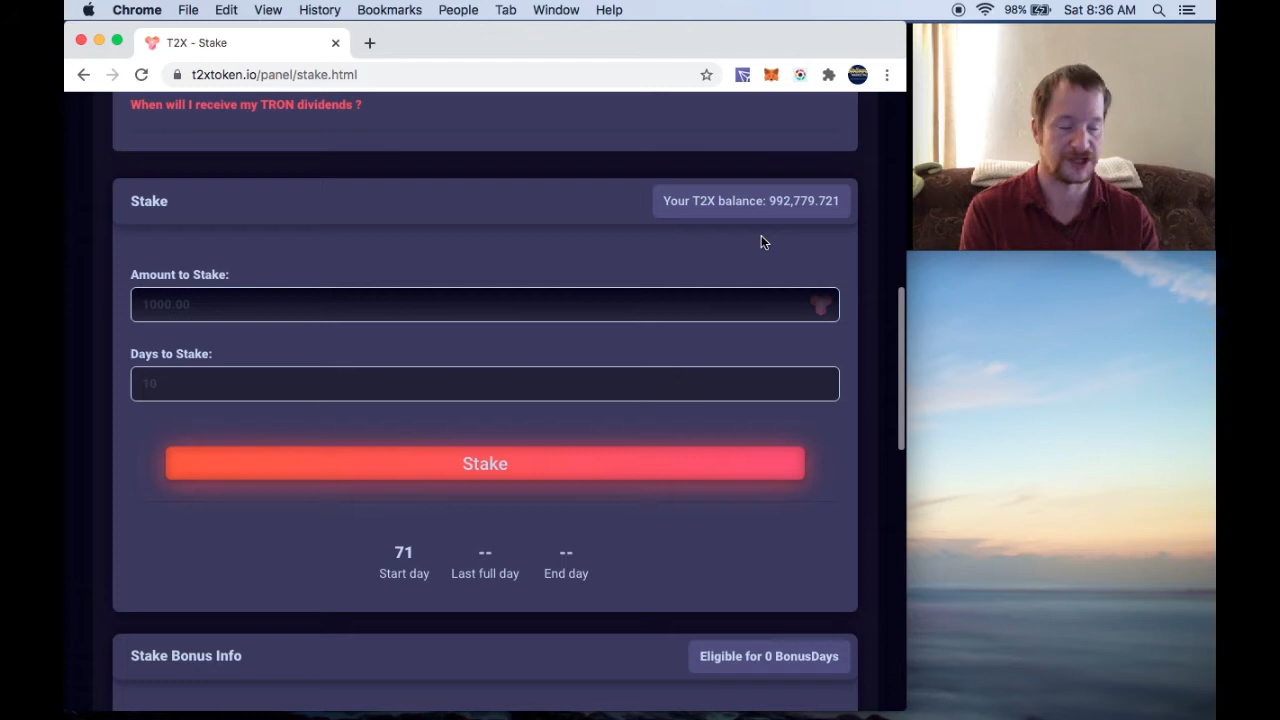 Chrome File Edit View History Bookmarks People Tab Window Help 98% Sat 8:36 AM
T2X - Stake
t2xtoken.io/panel/stake.html
When will I receive my TRON dividends ?
Stake
Your T2X balance: 992,779.721
Amount to Stake:
1000.00
Days to Stake:
10
Stake
71 -- --
Start day Last full day End day
Stake Bonus Info
Eligible for 0 BonusDays